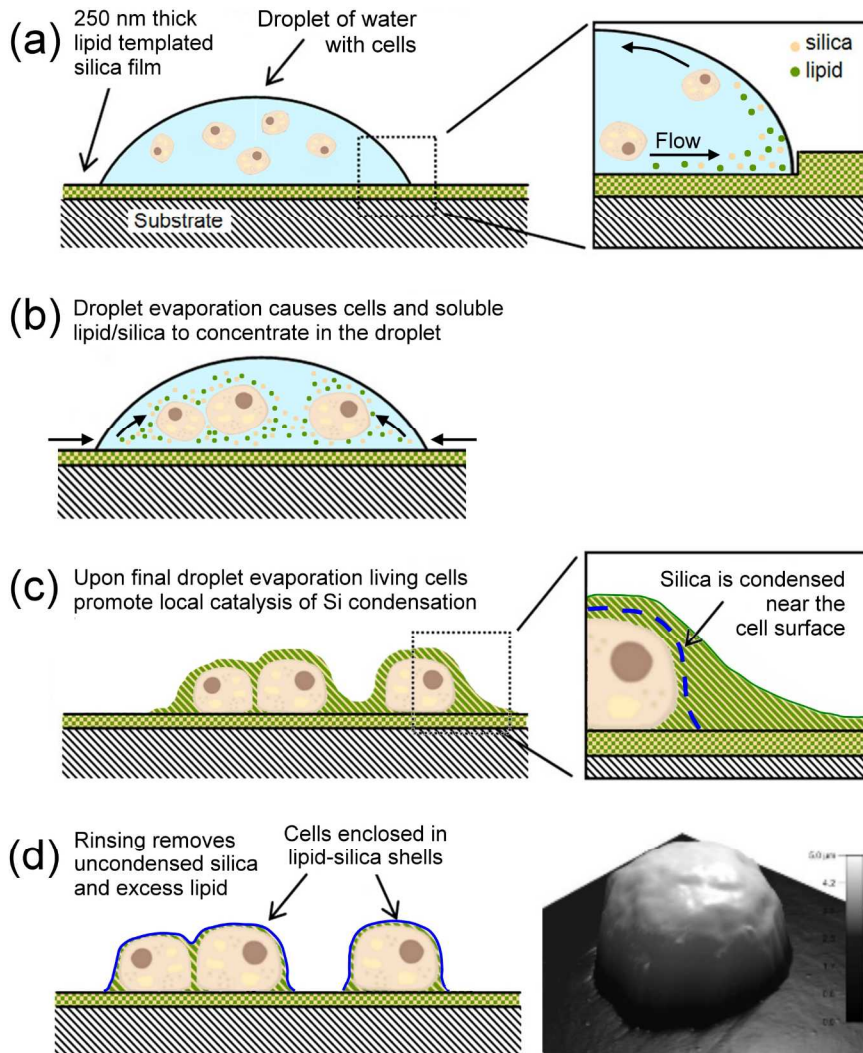 (a)
250 nm thick
lipid templated
silica film
Droplet of water
with cells
Substrate
silica
lipid
Flow
(b)
Droplet evaporation causes cells and soluble
lipid/silica to concentrate in the droplet
(c)
Upon final droplet evaporation living cells
promote local catalysis of Si condensation
Silica is condensed
near the
cell surface
(d)
Rinsing removes
uncondensed silica
and excess lipid
Cells enclosed in
lipid-silica shells
5.0 µm
4.2